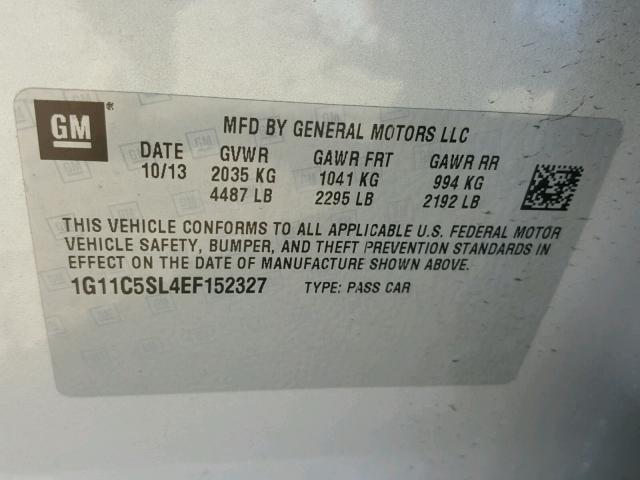 GM ®
MFD BY GENERAL MOTORS LLC
DATE GVWR GAWR FRT GAWR RR
10/13 2035 KG 1041 KG 994 KG
4487 LB 2295 LB 2192 LB
THIS VEHICLE CONFORMS TO ALL APPLICABLE U.S. FEDERAL MOTOR
VEHICLE SAFETY, BUMPER, AND THEFT PREVENTION STANDARDS IN
EFFECT ON THE DATE OF MANUFACTURE SHOWN ABOVE.
1G11C5SL4EF152327 TYPE: PASS CAR